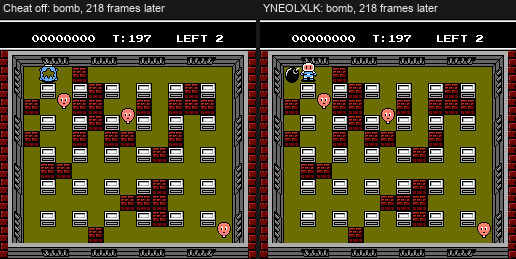 Cheat off: bomb, 218 frames later
YNEOLXLK: bomb, 218 frames later
00000000 T:197 LEFT 2
00000000 T:197 LEFT 2